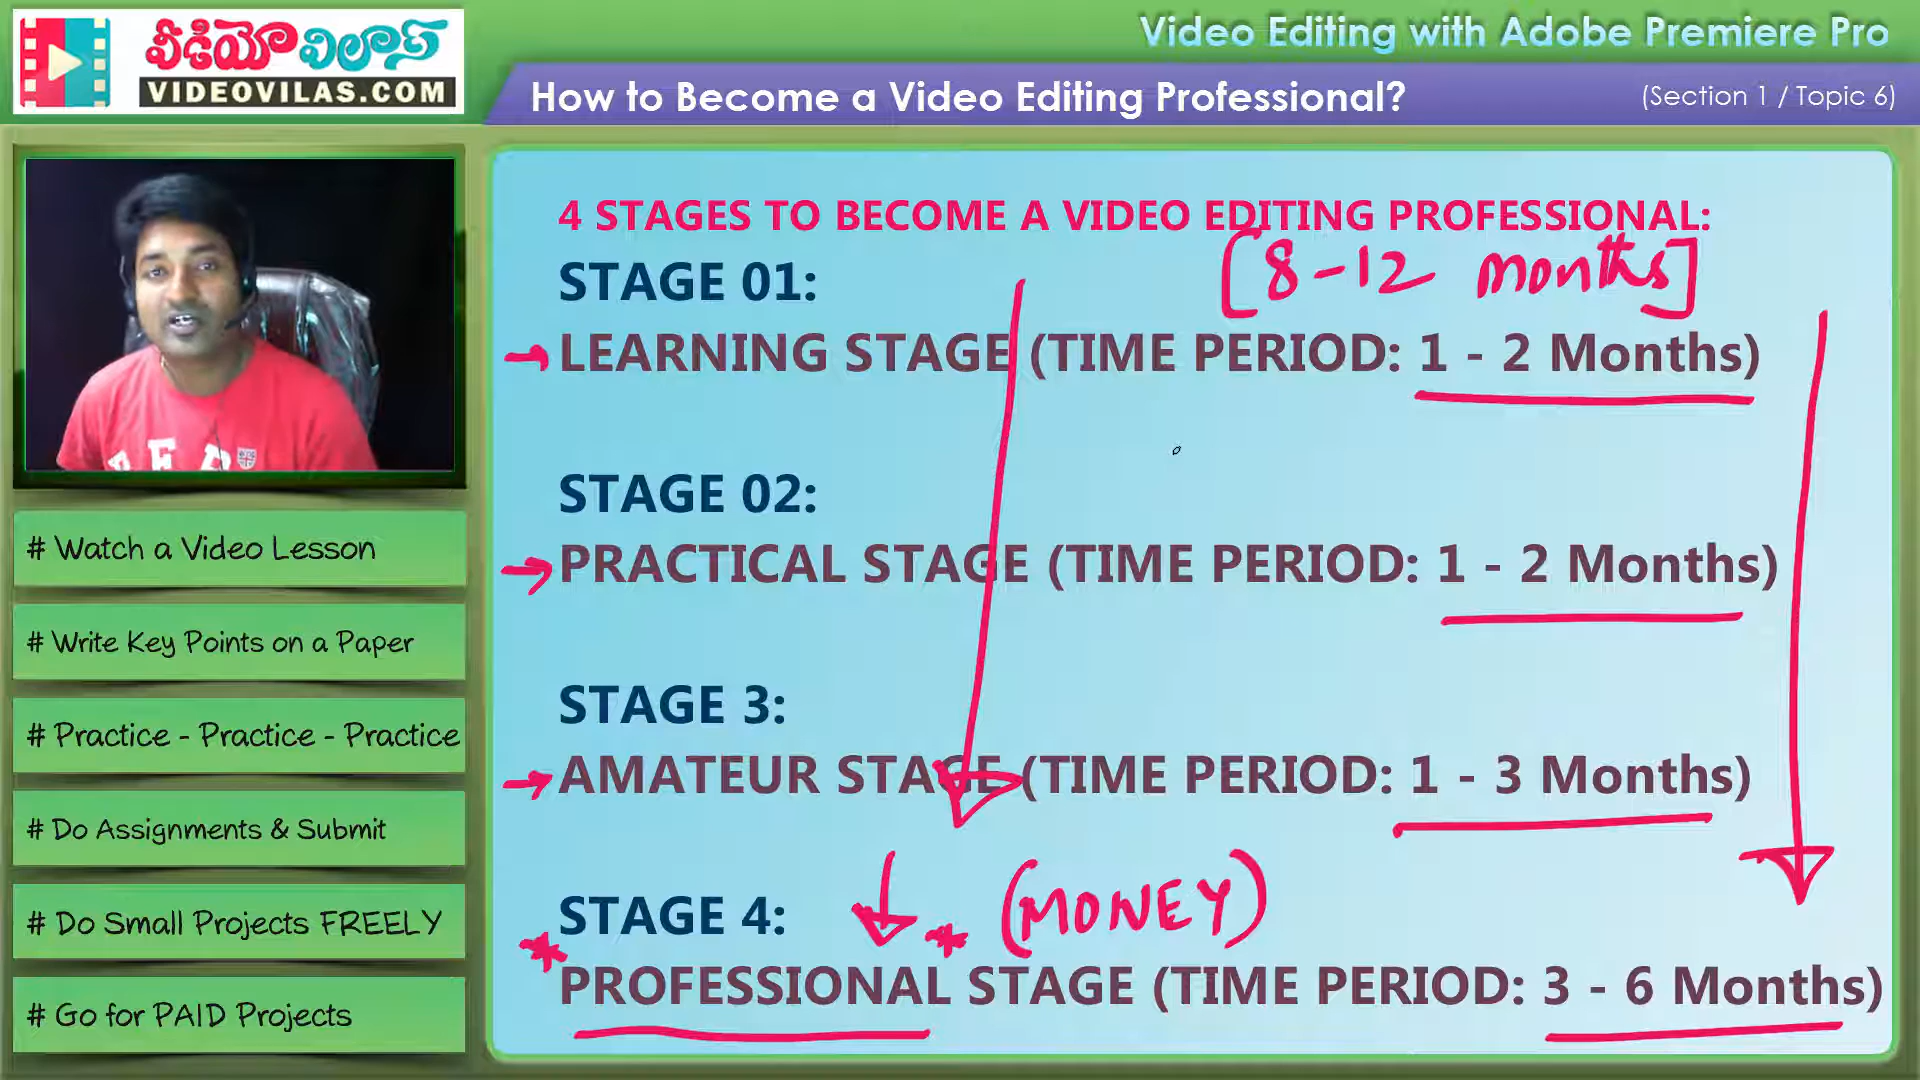 వీడియోవిలాస్
VIDEOVILAS.COM
Video Editing with Adobe Premiere Pro
How to Become a Video Editing Professional?
(Section 1 / Topic 6)
4 STAGES TO BECOME A VIDEO EDITING PROFESSIONAL:
[8-12 months]
STAGE 01:
LEARNING STAGE (TIME PERIOD: 1 - 2 Months)
STAGE 02:
PRACTICAL STAGE (TIME PERIOD: 1 - 2 Months)
STAGE 3:
AMATEUR STAGE (TIME PERIOD: 1 - 3 Months)
STAGE 4:
* (MONEY)
* PROFESSIONAL STAGE (TIME PERIOD: 3 - 6 Months)
# Watch a Video Lesson
# Write Key Points on a Paper
# Practice - Practice - Practice
# Do Assignments & Submit
# Do Small Projects FREELY
# Go for PAID Projects